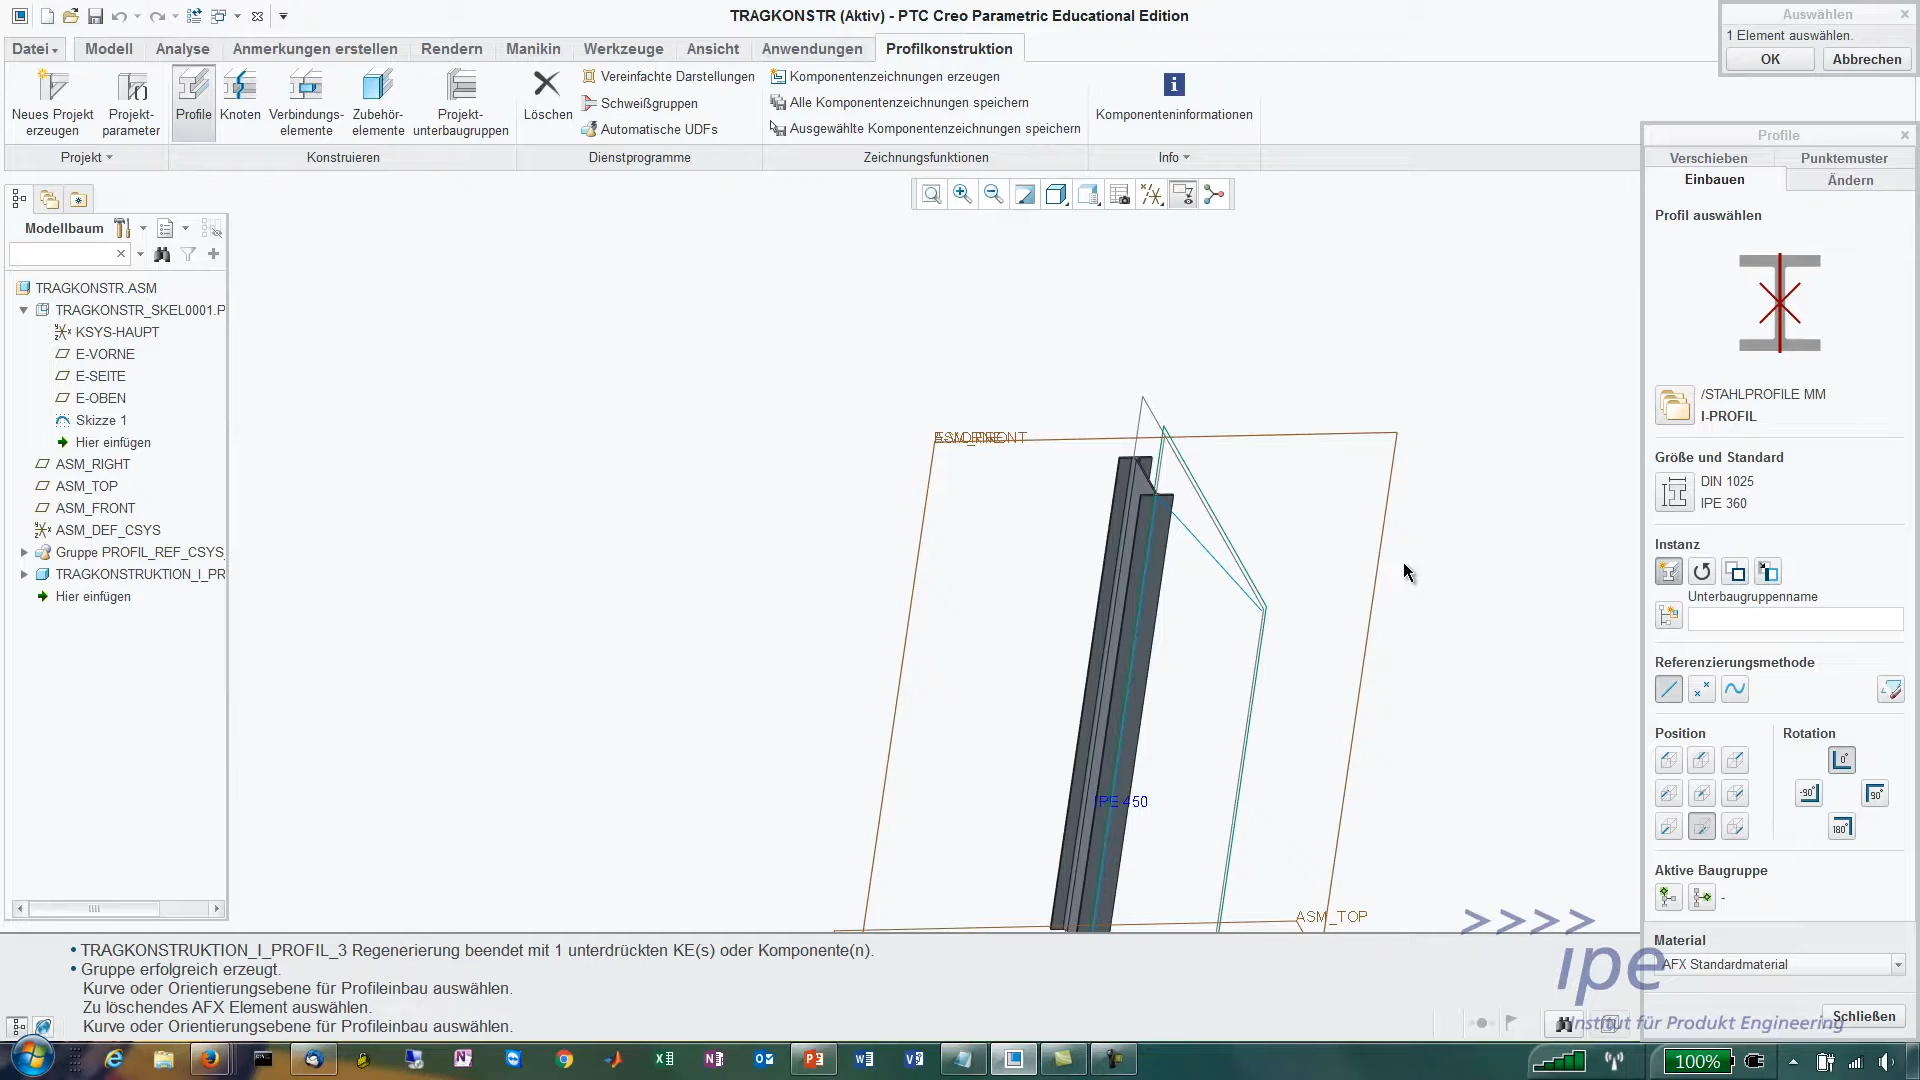 TRAGKONSTR (Aktiv) - PTC Creo Parametric Educational Edition
Datei
Modell
Analyse
Anmerkungen erstellen
Rendern
Manikin
Werkzeuge
Ansicht
Anwendungen
Profilkonstruktion
Neues Projekt
erzeugen
Projekt-
parameter
Profile
Knoten
Verbindungs-
elemente
Zubehör-
elemente
Projekt-
unterbaugruppen
Löschen
Vereinfachte Darstellungen
Schweißgruppen
Automatische UDFs
Komponentenzeichnungen erzeugen
Alle Komponentenzeichnungen speichern
Ausgewählte Komponentenzeichnungen speichern
Komponenteninformationen
Projekt
Konstruieren
Dienstprogramme
Zeichnungsfunktionen
Info
Auswählen
1 Element auswählen.
OK
Abbrechen
Modellbaum
TRAGKONSTR.ASM
TRAGKONSTR_SKEL0001.P
KSYS-HAUPT
E-VORNE
E-SEITE
E-OBEN
Skizze 1
Hier einfügen
ASM_RIGHT
ASM_TOP
ASM_FRONT
ASM_DEF_CSYS
Gruppe PROFIL_REF_CSYS_
TRAGKONSTRUKTION_I_PR
Hier einfügen
IPE 450
ASM_TOP
Profile
Verschieben
Punktemuster
Einbauen
Ändern
Profil auswählen
/STAHLPROFILE MM
I-PROFIL
Größe und Standard
DIN 1025
IPE 360
Instanz
Unterbaugruppenname
Referenzierungsmethode
Position
Rotation
0°
-90°
90°
180°
Aktive Baugruppe
-
Material
AFX Standardmaterial
Schließen
>>>>
ipe
Institut für Produkt Engineering
• TRAGKONSTRUKTION_I_PROFIL_3 Regenerierung beendet mit 1 unterdrückten KE(s) oder Komponente(n).
• Gruppe erfolgreich erzeugt.
Kurve oder Orientierungsebene für Profileinbau auswählen.
Zu löschendes AFX Element auswählen.
Kurve oder Orientierungsebene für Profileinbau auswählen.
100%